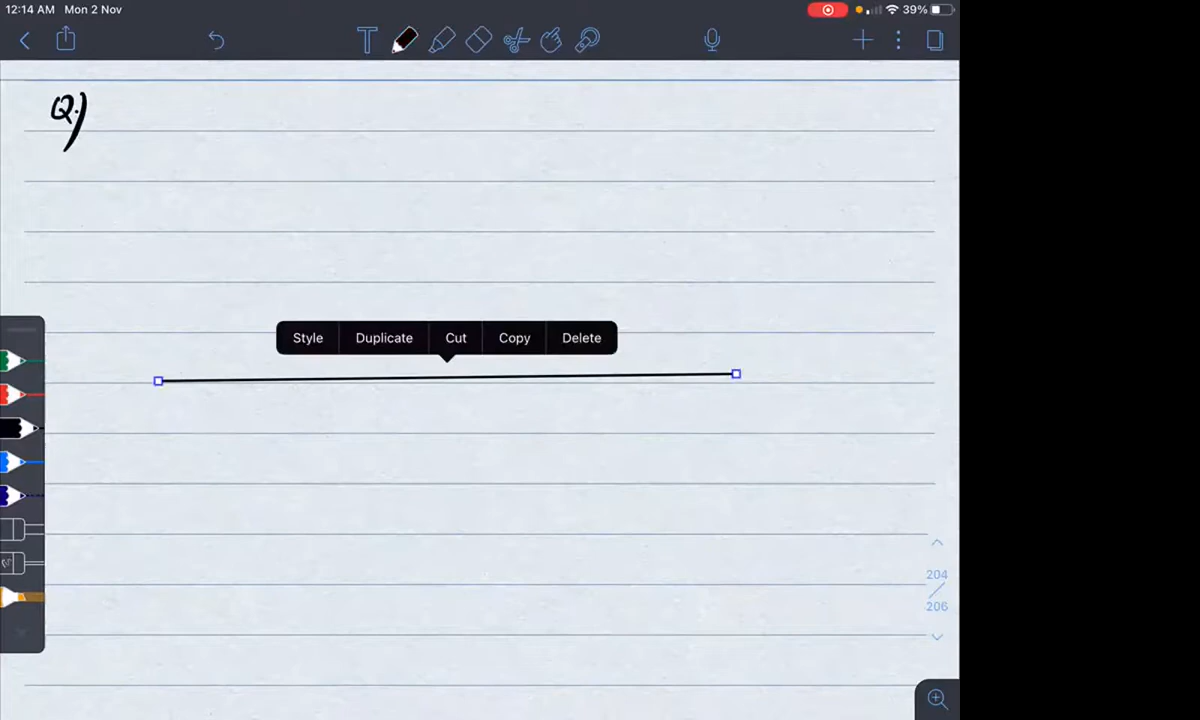 12:14 AM Mon 2 Nov
39%
T
Q.)
Style Duplicate Cut Copy Delete
204
206